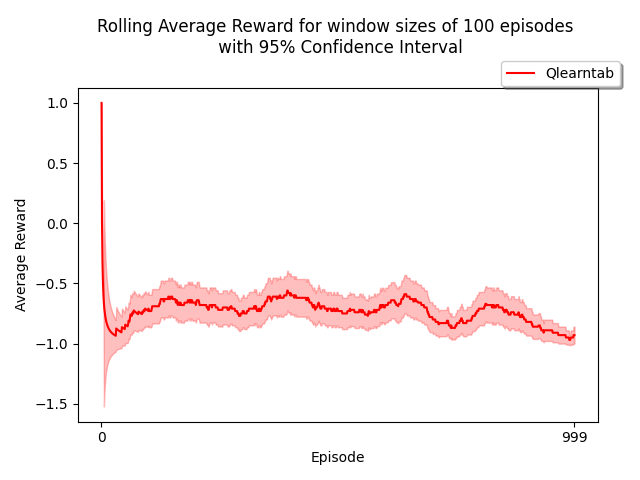 Rolling Average Reward for window sizes of 100 episodes
with 95% Confidence Interval
Qlearntab
1.0
0.5
0.0
−0.5
−1.0
−1.5
Average Reward
0
999
Episode